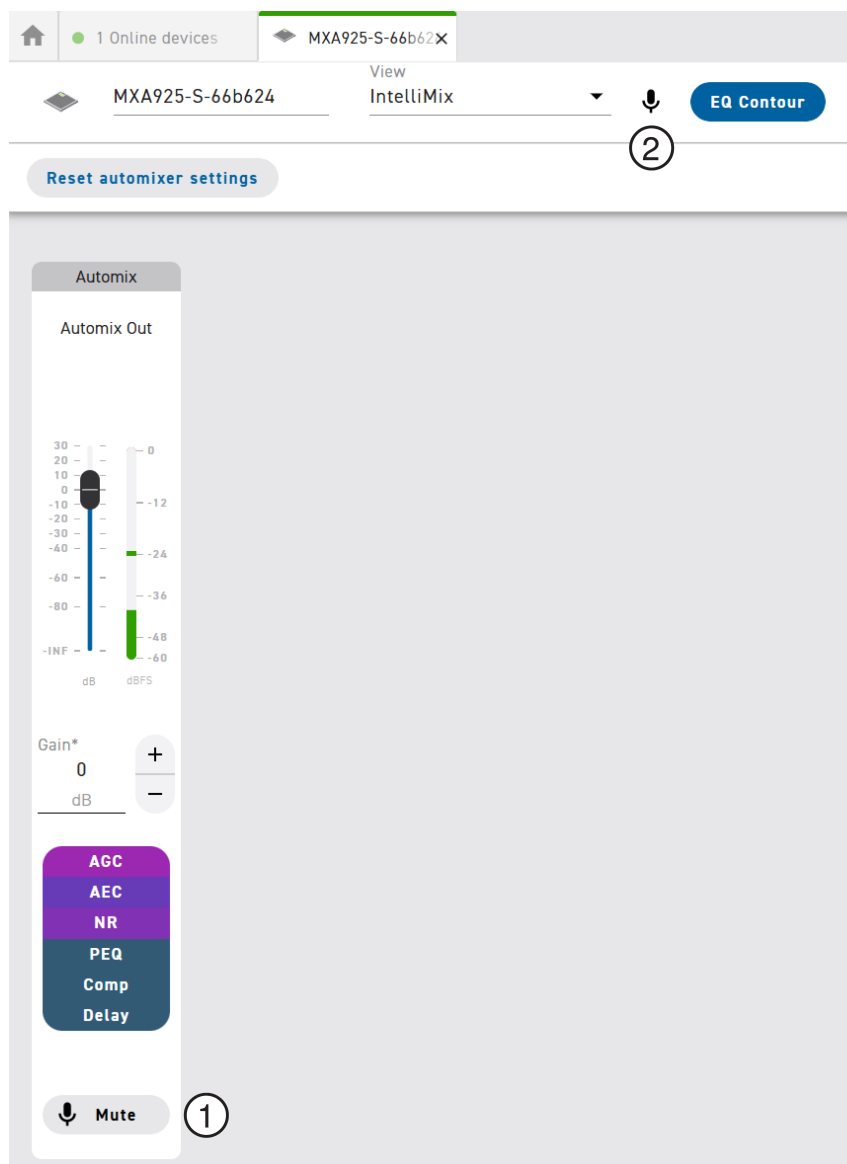 1 Online devices
MXA925-S-66b62
View
MXA925-S-66b624
IntelliMix
EQ Contour
2
Reset automixer settings
Automix
Automix Out
30
20
10
0
-10
-20
-30
-40
-60
-80
-INF
dB
0
-12
-24
-36
-48
-60
dBFS
Gain*
0
dB
+
−
AGC
AEC
NR
PEQ
Comp
Delay
Mute
1